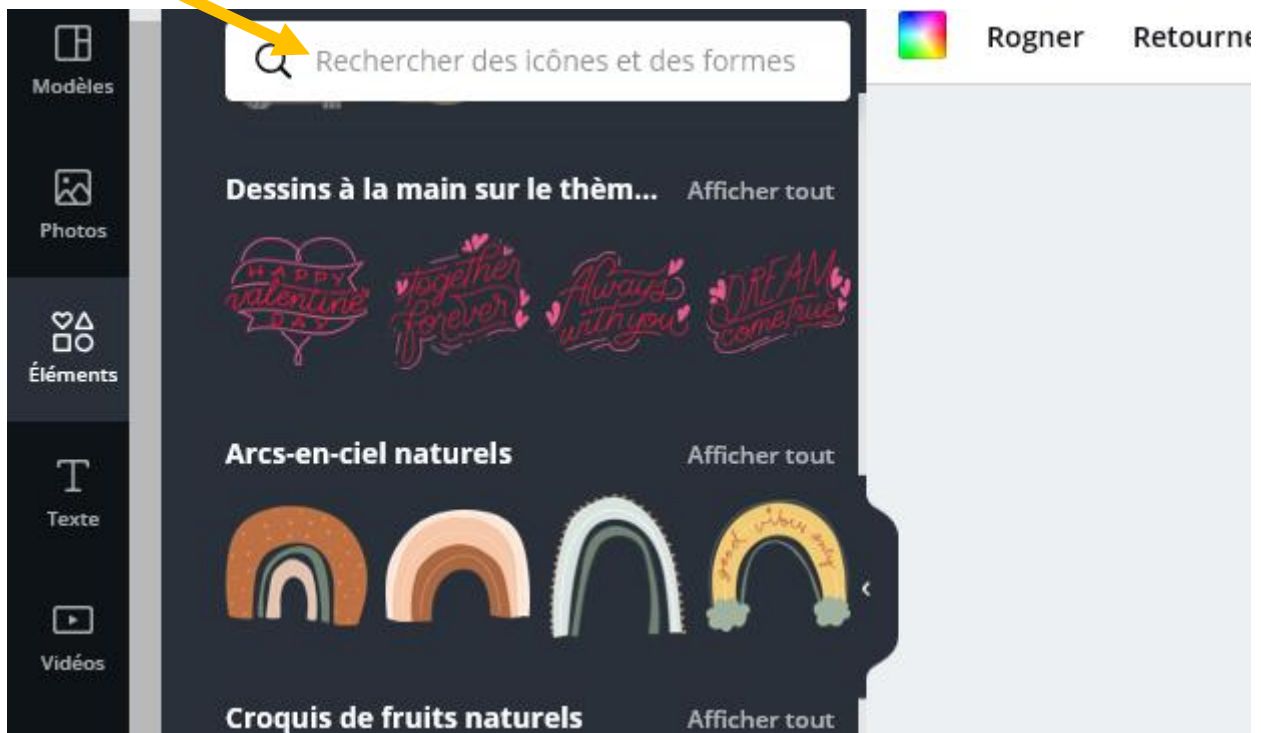 Modèles
Photos
Éléments
Texte
Vidéos
Rechercher des icônes et des formes
Dessins à la main sur le thèm...
Afficher tout
HAPPY
valentine
DAY
together
forever
Always
with you
DREAM
come true
Arcs-en-ciel naturels
Afficher tout
good vibes only
Croquis de fruits naturels
Afficher tout
Rogner
Retourne